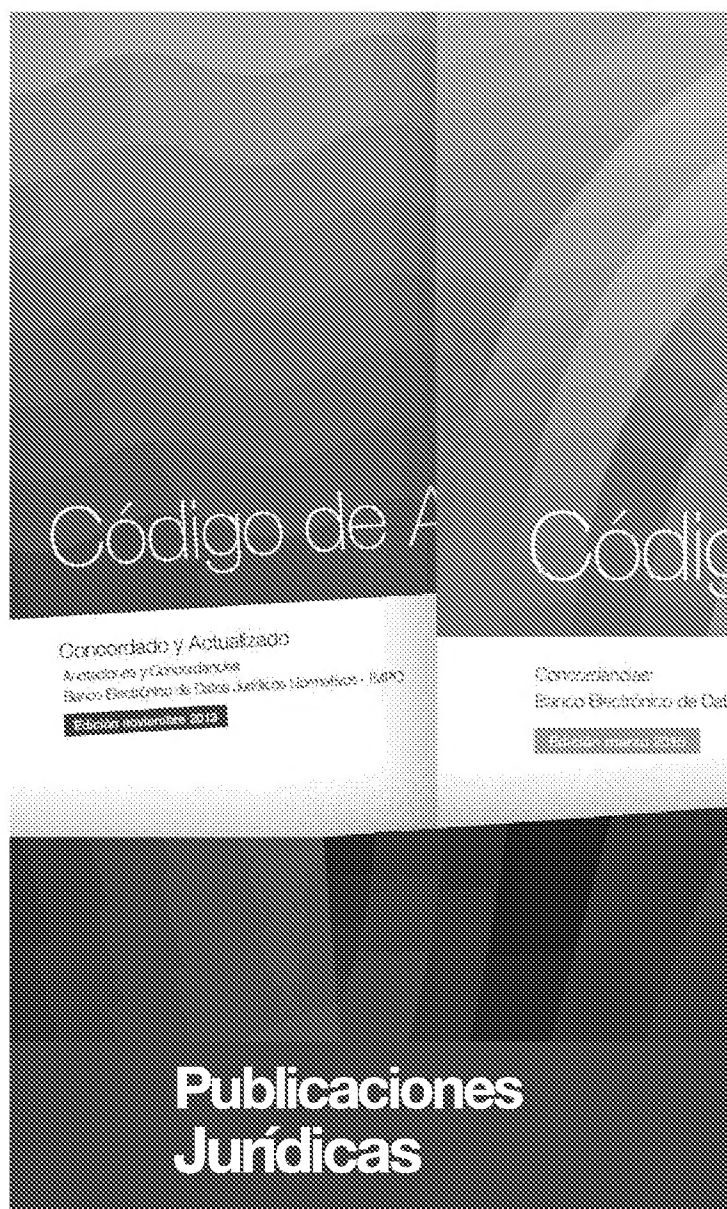 Código de A
Concordado y Actualizado
Anotaciones y Concordancias
Banco Electrónico de Datos Jurídicos Normativos - IMPO
Edición noviembre 2013
Códig
Concordancias:
Banco Electrónico de Dat
Publicaciones
Jurídicas